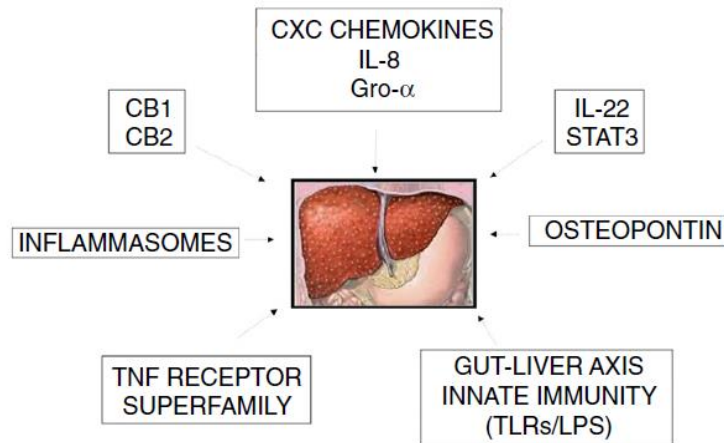 CXC CHEMOKINES
IL-8
Gro-α
CB1
CB2
IL-22
STAT3
INFLAMMASOMES
OSTEOPONTIN
TNF RECEPTOR
SUPERFAMILY
GUT-LIVER AXIS
INNATE IMMUNITY
(TLRs/LPS)